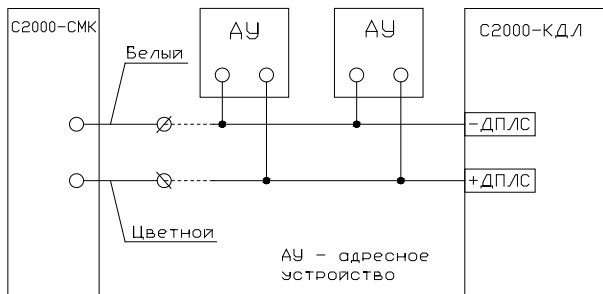 С2000-СМК
АУ
АУ
С2000-КДЛ
Белый
-ДПЛС
+ДПЛС
Цветной
АУ - адресное
устройство